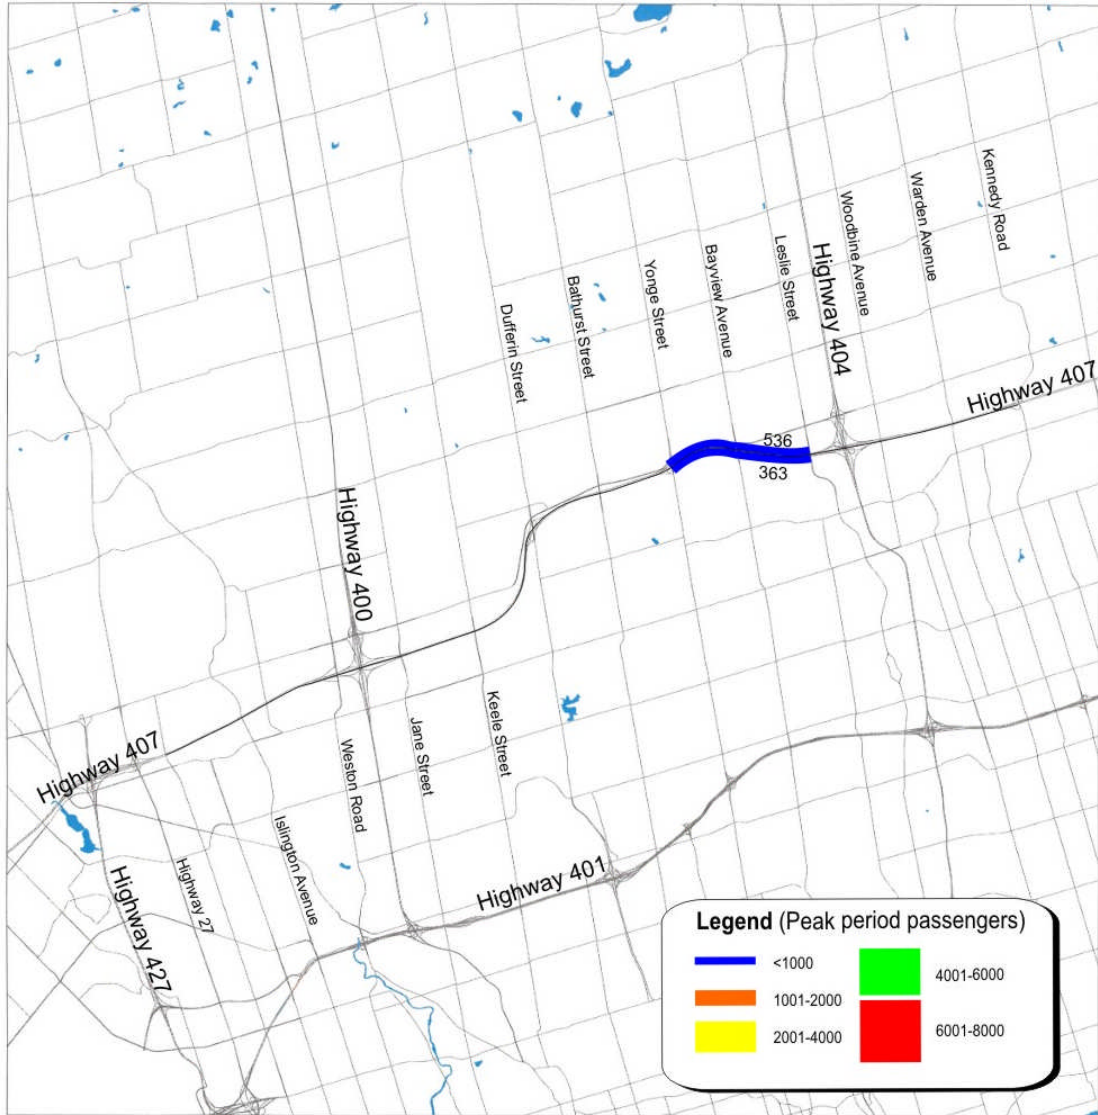 Kennedy Road
Warden Avenue
Woodbine Avenue
Leslie Street
Highway 404
Bayview Avenue
Yonge Street
Bathurst Street
Dufferin Street
Highway 407
536
363
Highway 400
Keele Street
Jane Street
Weston Road
Highway 407
Islington Avenue
Highway 27
Highway 427
Highway 401
Legend (Peak period passengers)
<1000
1001-2000
2001-4000
4001-6000
6001-8000